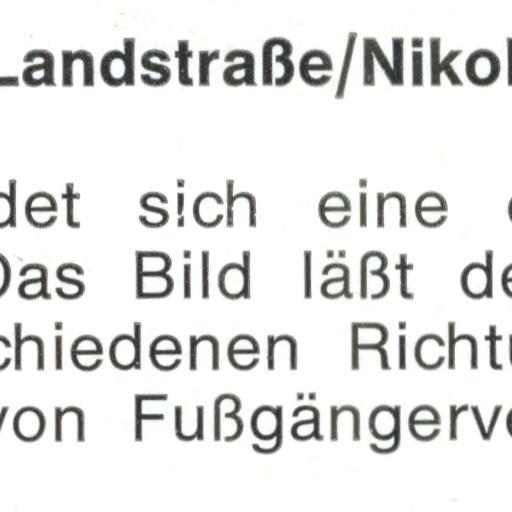 Landstraße/Nikol
det sich eine
Das Bild läßt de
chiedenen Richtu
von Fußgängerve